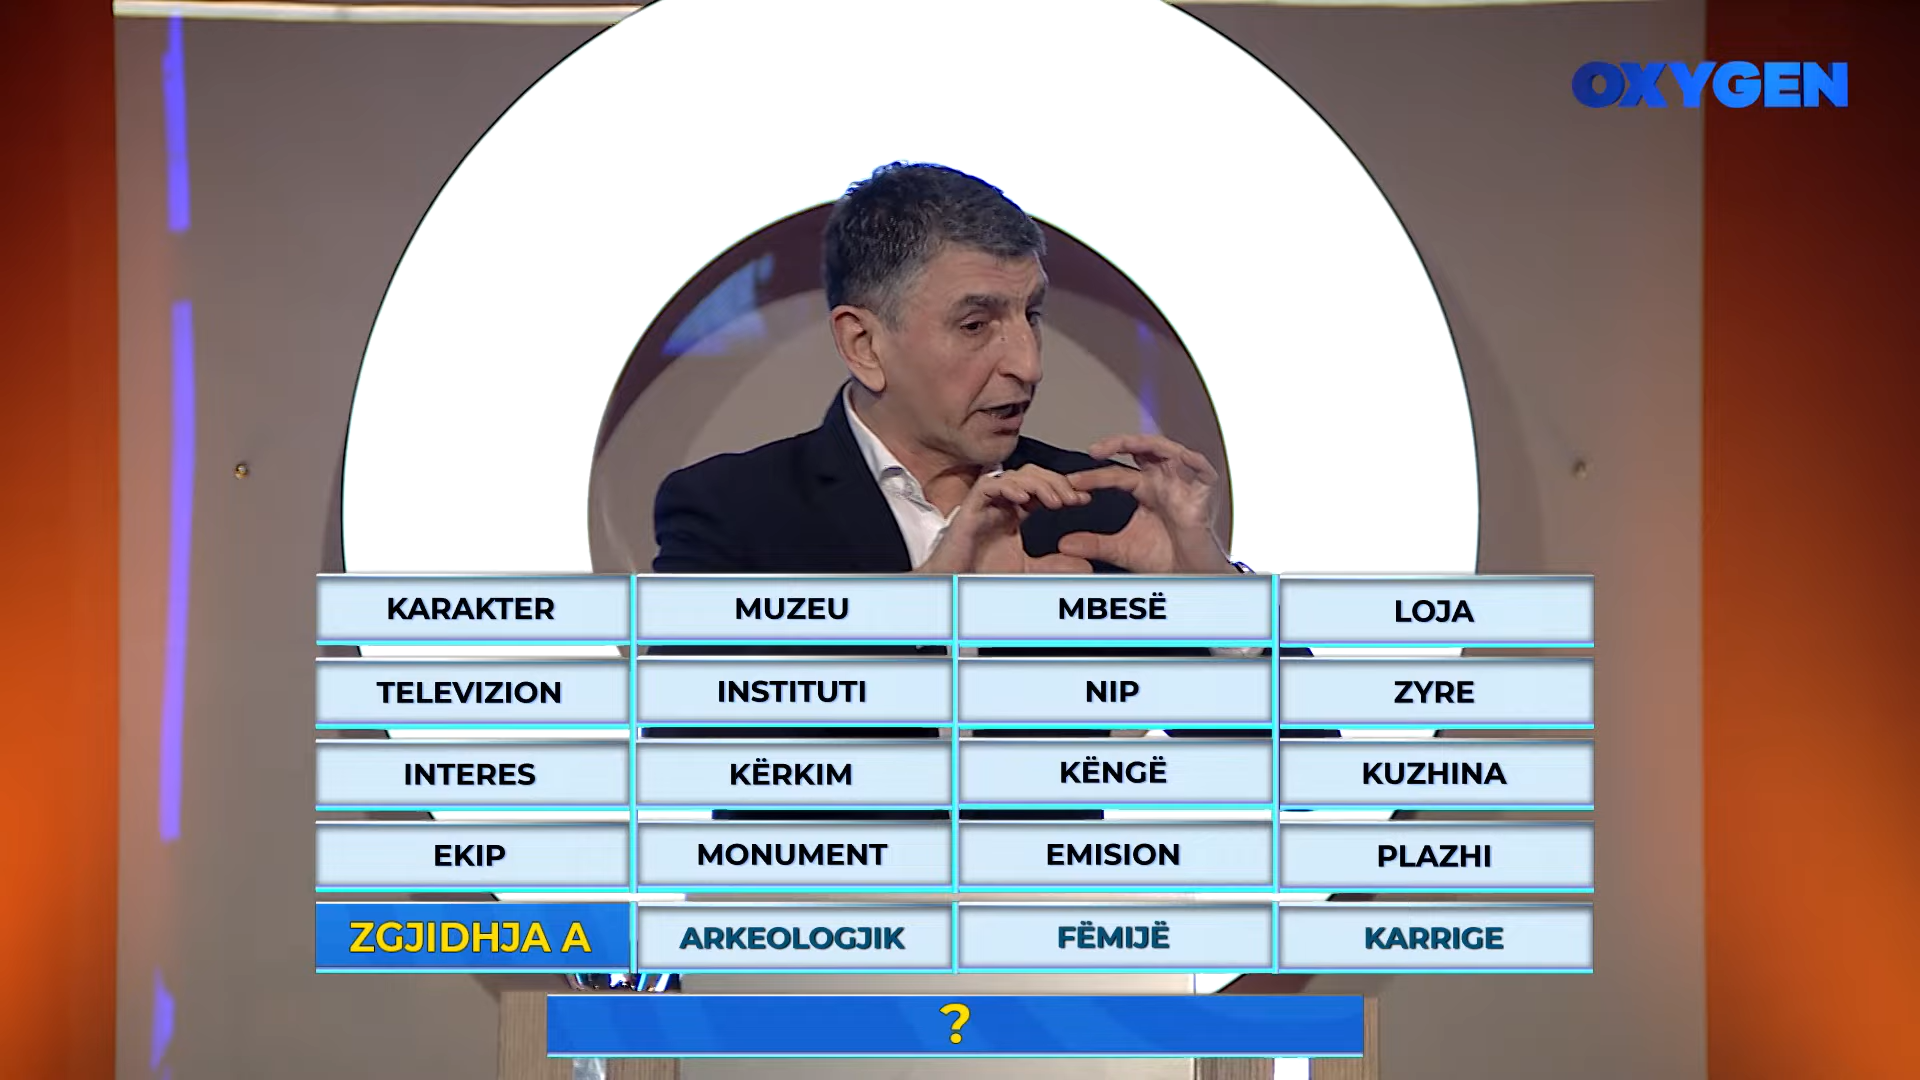 OXYGEN
KARAKTER MUZEU MBESË LOJA
TELEVIZION INSTITUTI NIP ZYRE
INTERES KËRKIM KËNGË KUZHINA
EKIP MONUMENT EMISION PLAZHI
ZGJIDHJA A ARKEOLOGJIK FËMIJË KARRIGE
?